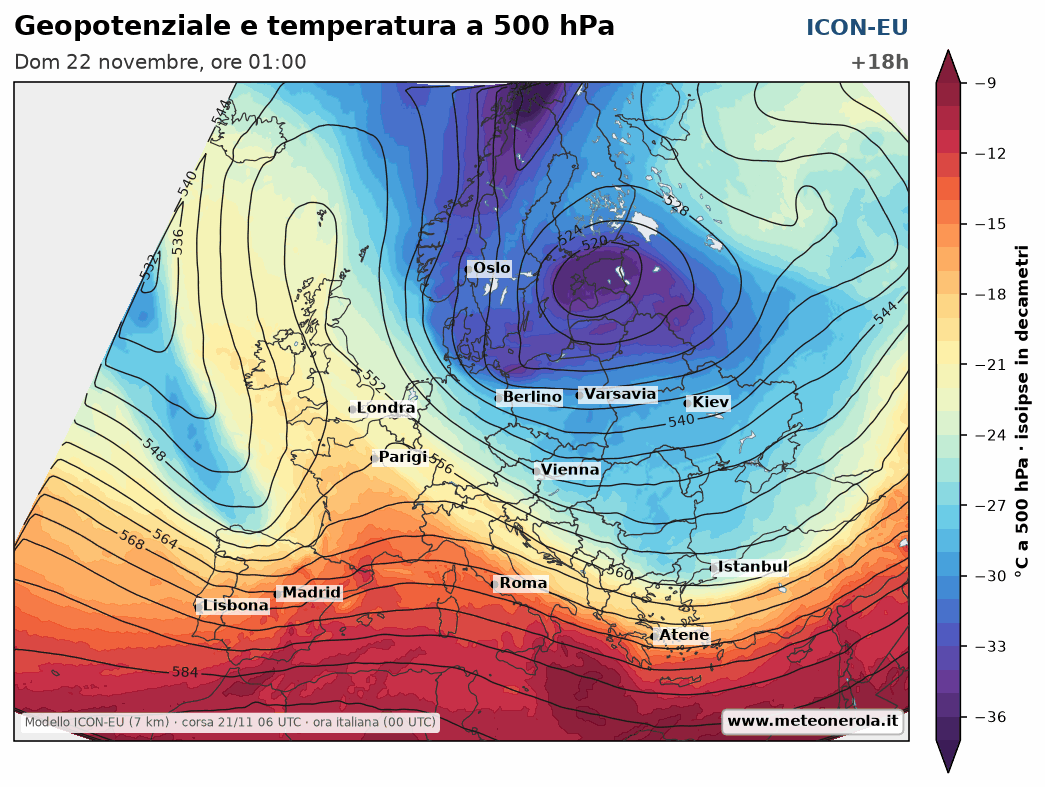 Geopotenziale e temperatura a 500 hPa
ICON-EU
Dom 22 novembre, ore 01:00
+18h
544
540
536
532
528
524
520
Oslo
544
552
Londra
Berlino
Varsavia
Kiev
540
548
Parigi
556
Vienna
568
564
560
Istanbul
Madrid
Roma
Lisbona
Atene
584
Modello ICON-EU (7 km) · corsa 21/11 06 UTC · ora italiana (00 UTC)
www.meteonerola.it
−9
−12
−15
−18
−21
−24
−27
−30
−33
−36
°C a 500 hPa · isoipse in decametri